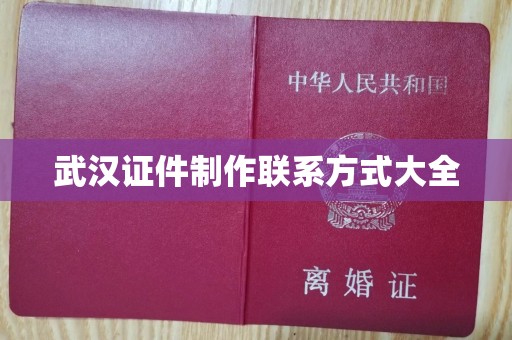 中华人民共和国
武汉证件制作联系方式大全
离婚证